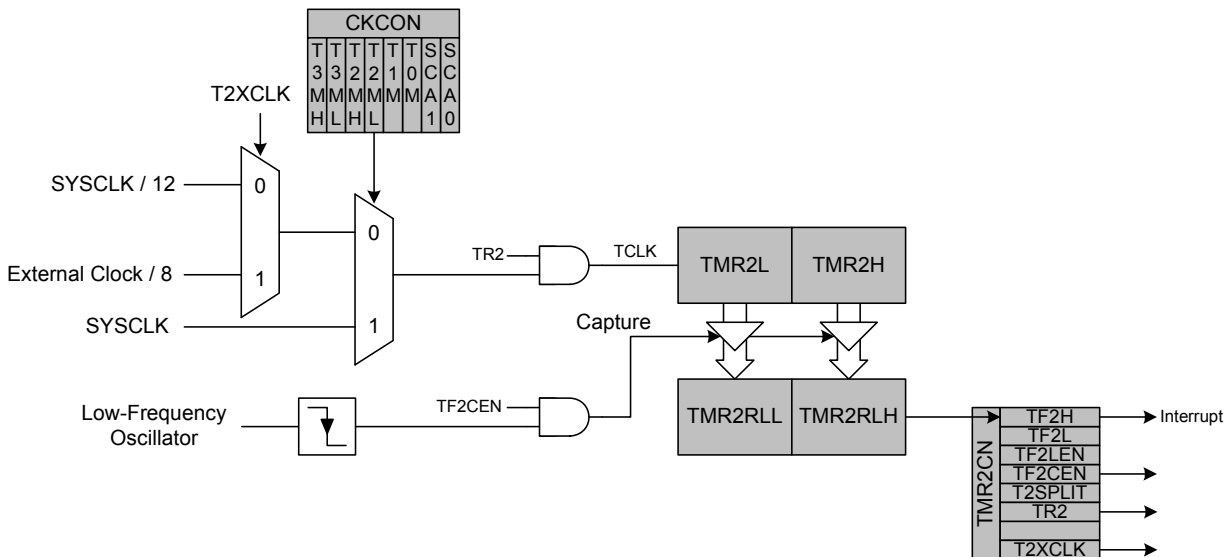 CKCON
T3MH
T3ML
T2MH
T2ML
T1M
T0M
SCA1
SCA0
T2XCLK
SYSCLK / 12
0
External Clock / 8
1
SYSCLK
0
1
TR2
TCLK
TMR2L
TMR2H
Capture
Low-Frequency
Oscillator
TF2CEN
TMR2RLL
TMR2RLH
TMR2CN
TF2H
TF2L
TF2LEN
TF2CEN
T2SPLIT
TR2
T2XCLK
Interrupt